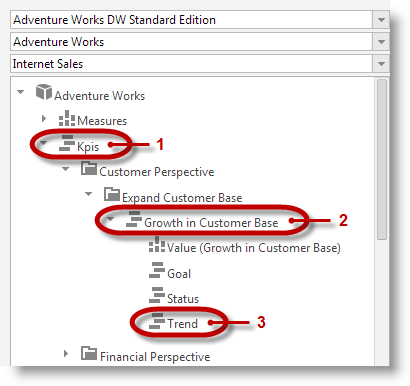 Adventure Works DW Standard Edition
Adventure Works
Internet Sales
Adventure Works
Measures
Kpis 1
Customer Perspective
Expand Customer Base
Growth in Customer Base 2
Value (Growth in Customer Base)
Goal
Status
Trend 3
Financial Perspective